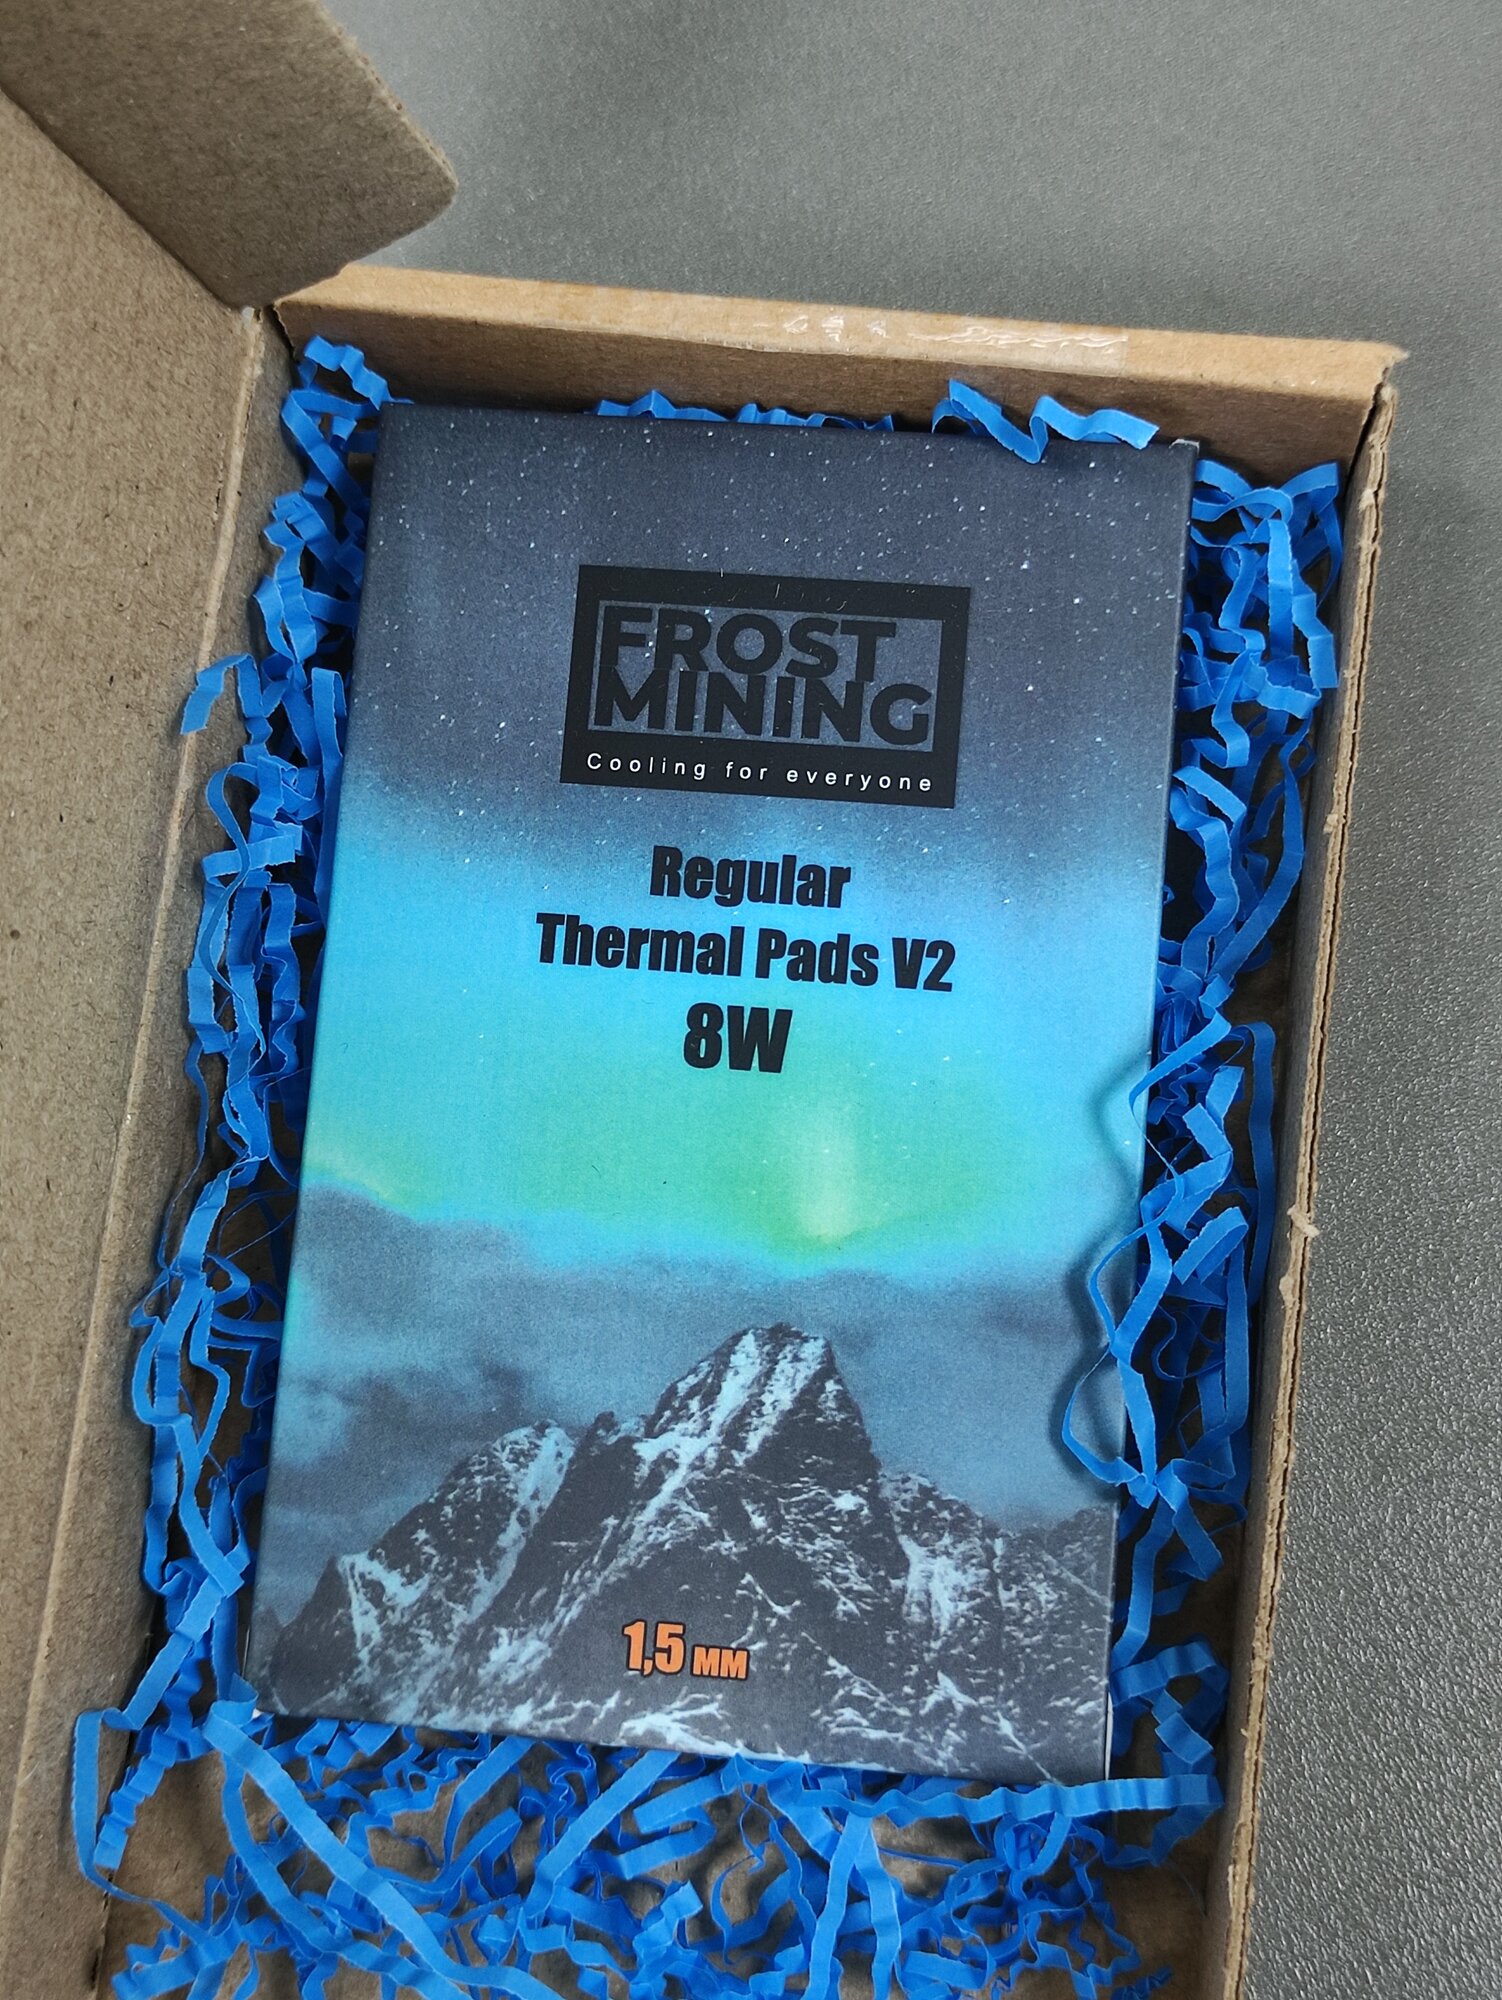 FROST
MINING
Cooling for everyone
Regular
Thermal Pads V2
8W
1,5 мм